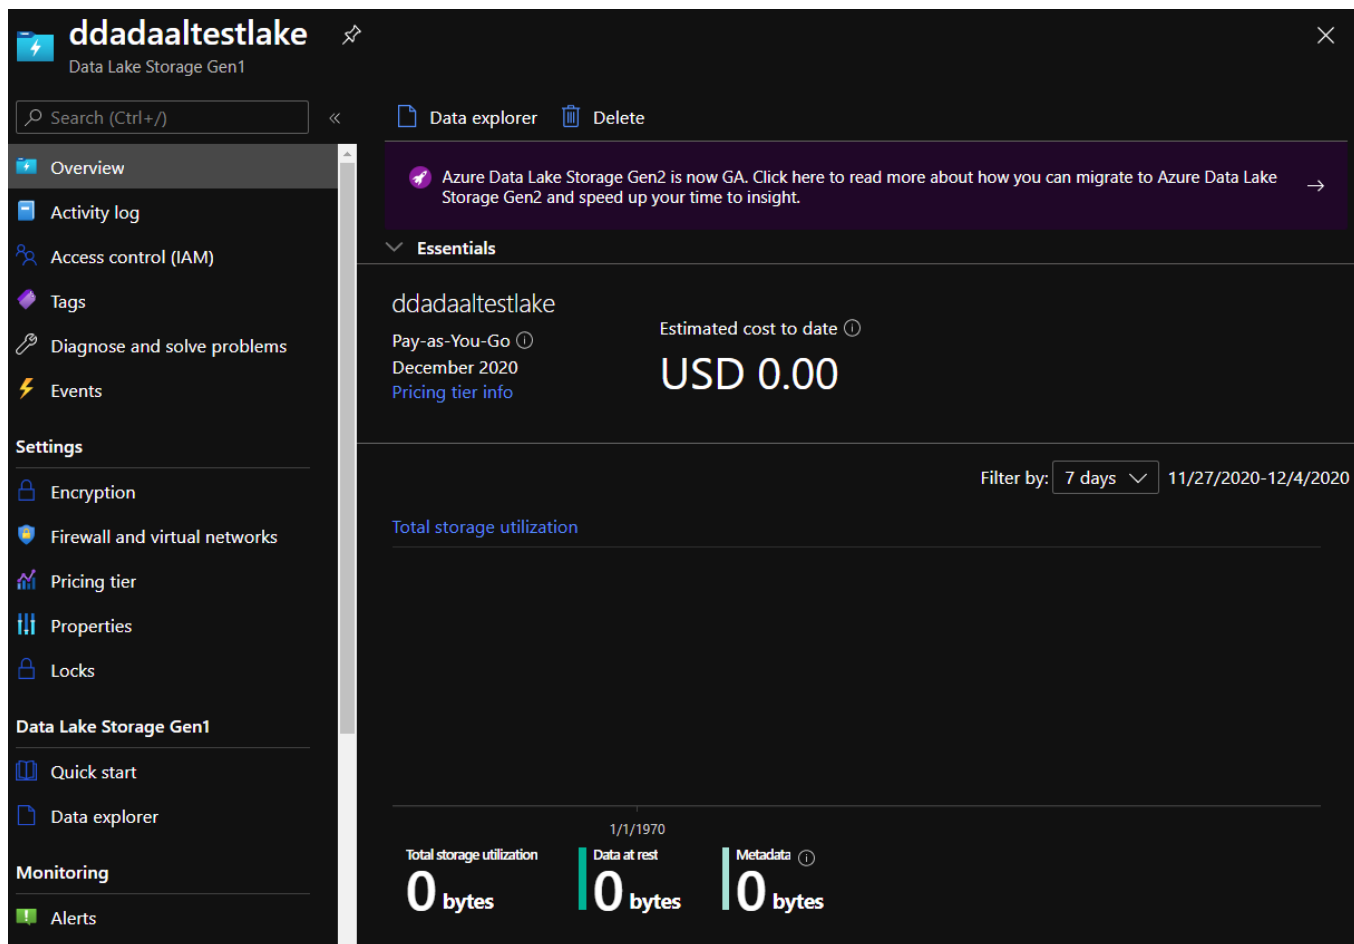 ddadaaltestlake
Data Lake Storage Gen1
Search (Ctrl+/)
Overview
Activity log
Access control (IAM)
Tags
Diagnose and solve problems
Events
Settings
Encryption
Firewall and virtual networks
Pricing tier
Properties
Locks
Data Lake Storage Gen1
Quick start
Data explorer
Monitoring
Alerts
Data explorer
Delete
Azure Data Lake Storage Gen2 is now GA. Click here to read more about how you can migrate to Azure Data Lake
Storage Gen2 and speed up your time to insight.
Essentials
ddadaaltestlake
Pay-as-You-Go
December 2020
Pricing tier info
Estimated cost to date
USD 0.00
Filter by: 7 days 11/27/2020-12/4/2020
Total storage utilization
1/1/1970
Total storage utilization
0 bytes
Data at rest
0 bytes
Metadata
0 bytes